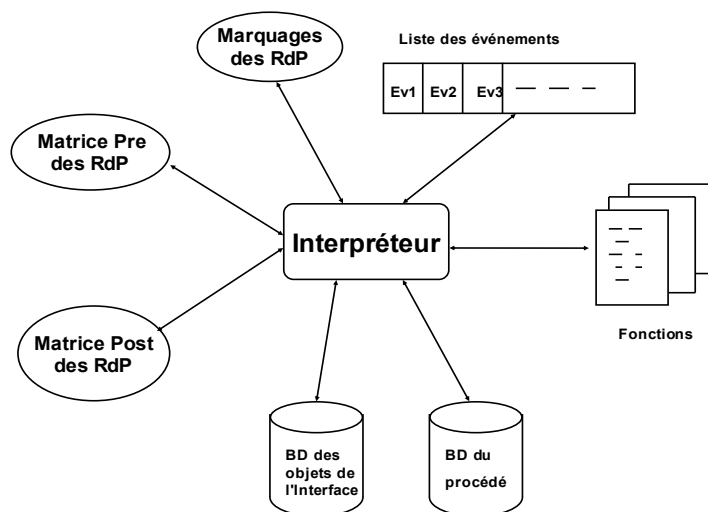 Marquages
des RdP
Liste des événements
Ev1 Ev2 Ev3
Matrice Pre
des RdP
Interpréteur
Fonctions
Matrice Post
des RdP
BD des
objets de
l'Interface
BD du
procédé